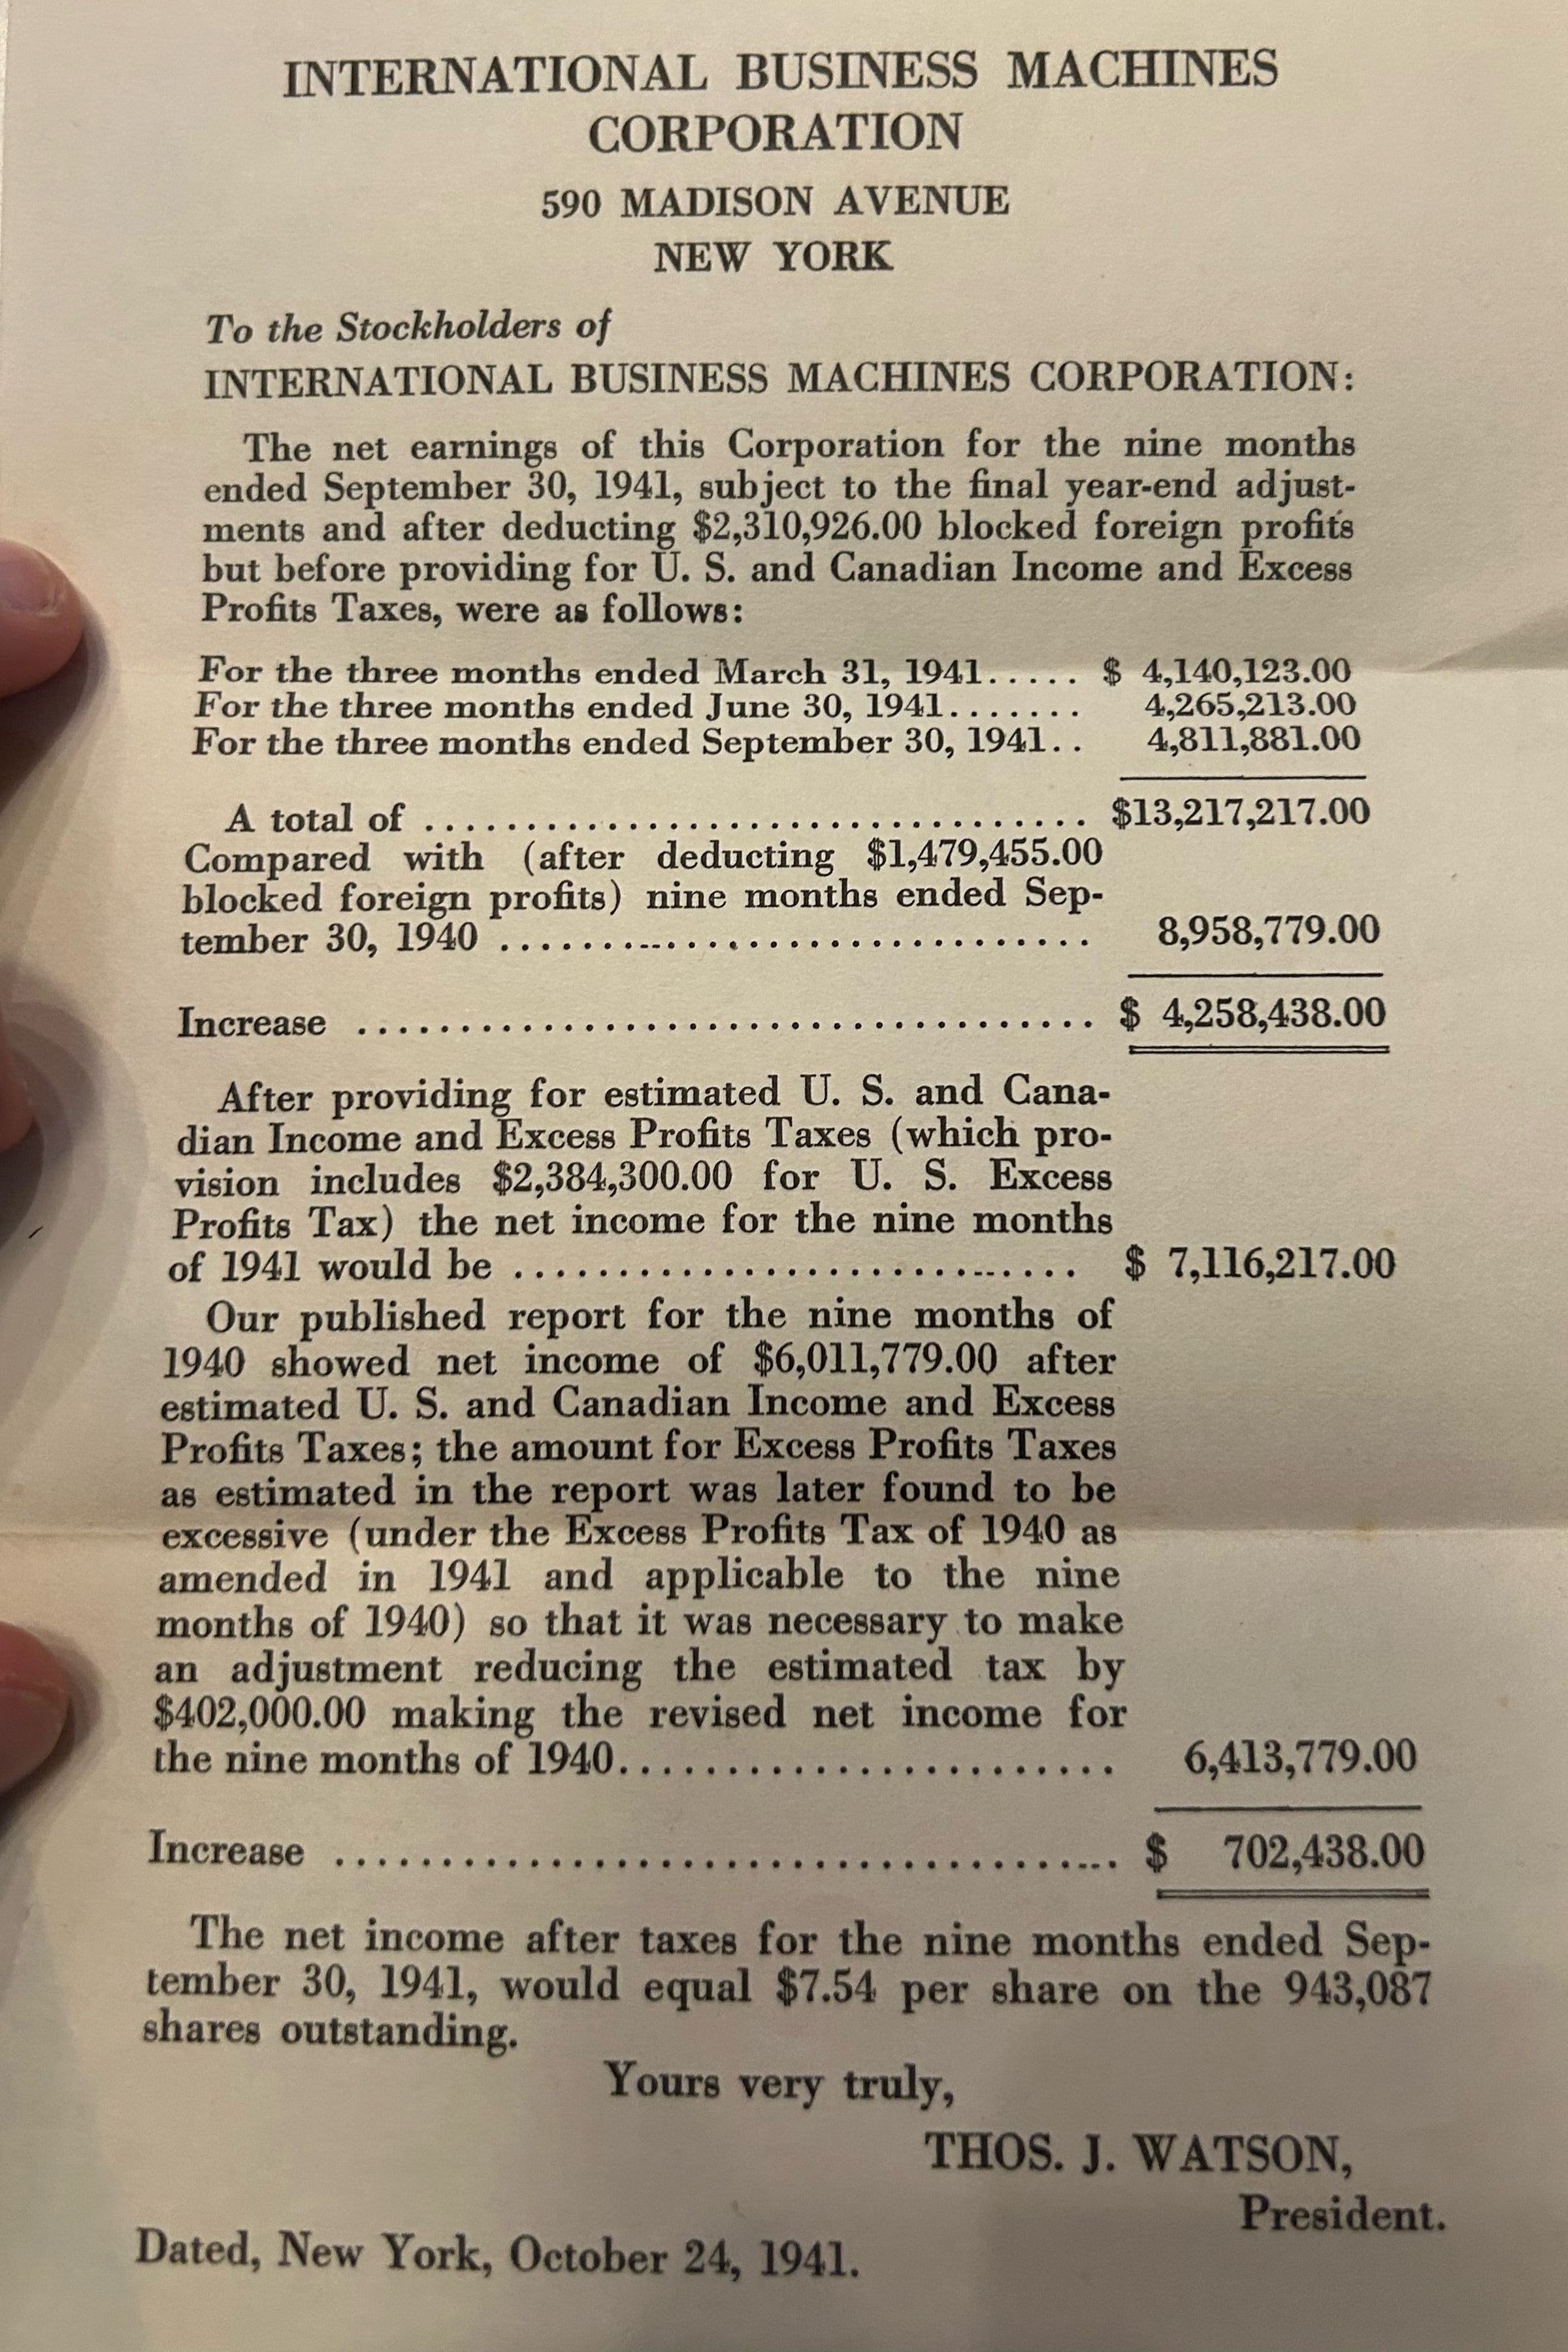 INTERNATIONAL BUSINESS MACHINES
CORPORATION
590 MADISON AVENUE
NEW YORK
To the Stockholders of
INTERNATIONAL BUSINESS MACHINES CORPORATION:
The net earnings of this Corporation for the nine months
ended September 30, 1941, subject to the final year-end adjust-
ments and after deducting $2,310,926.00 blocked foreign profits
but before providing for U. S. and Canadian Income and Excess
Profits Taxes, were as follows:
For the three months ended March 31, 1941..... $ 4,140,123.00
For the three months ended June 30, 1941....... 4,265,213.00
For the three months ended September 30, 1941.. 4,811,881.00
A total of ................................. $13,217,217.00
Compared with (after deducting $1,479,455.00
blocked foreign profits) nine months ended Sep-
tember 30, 1940 ............................. 8,958,779.00
Increase .................................... $ 4,258,438.00
After providing for estimated U. S. and Cana-
dian Income and Excess Profits Taxes (which pro-
vision includes $2,384,300.00 for U. S. Excess
Profits Tax) the net income for the nine months
of 1941 would be ............................ $ 7,116,217.00
Our published report for the nine months of
1940 showed net income of $6,011,779.00 after
estimated U. S. and Canadian Income and Excess
Profits Taxes; the amount for Excess Profits Taxes
as estimated in the report was later found to be
excessive (under the Excess Profits Tax of 1940 as
amended in 1941 and applicable to the nine
months of 1940) so that it was necessary to make
an adjustment reducing the estimated tax by
$402,000.00 making the revised net income for
the nine months of 1940........................ 6,413,779.00
Increase ...................................... $ 702,438.00
The net income after taxes for the nine months ended Sep-
tember 30, 1941, would equal $7.54 per share on the 943,087
shares outstanding.
Yours very truly,
THOS. J. WATSON,
President.
Dated, New York, October 24, 1941.